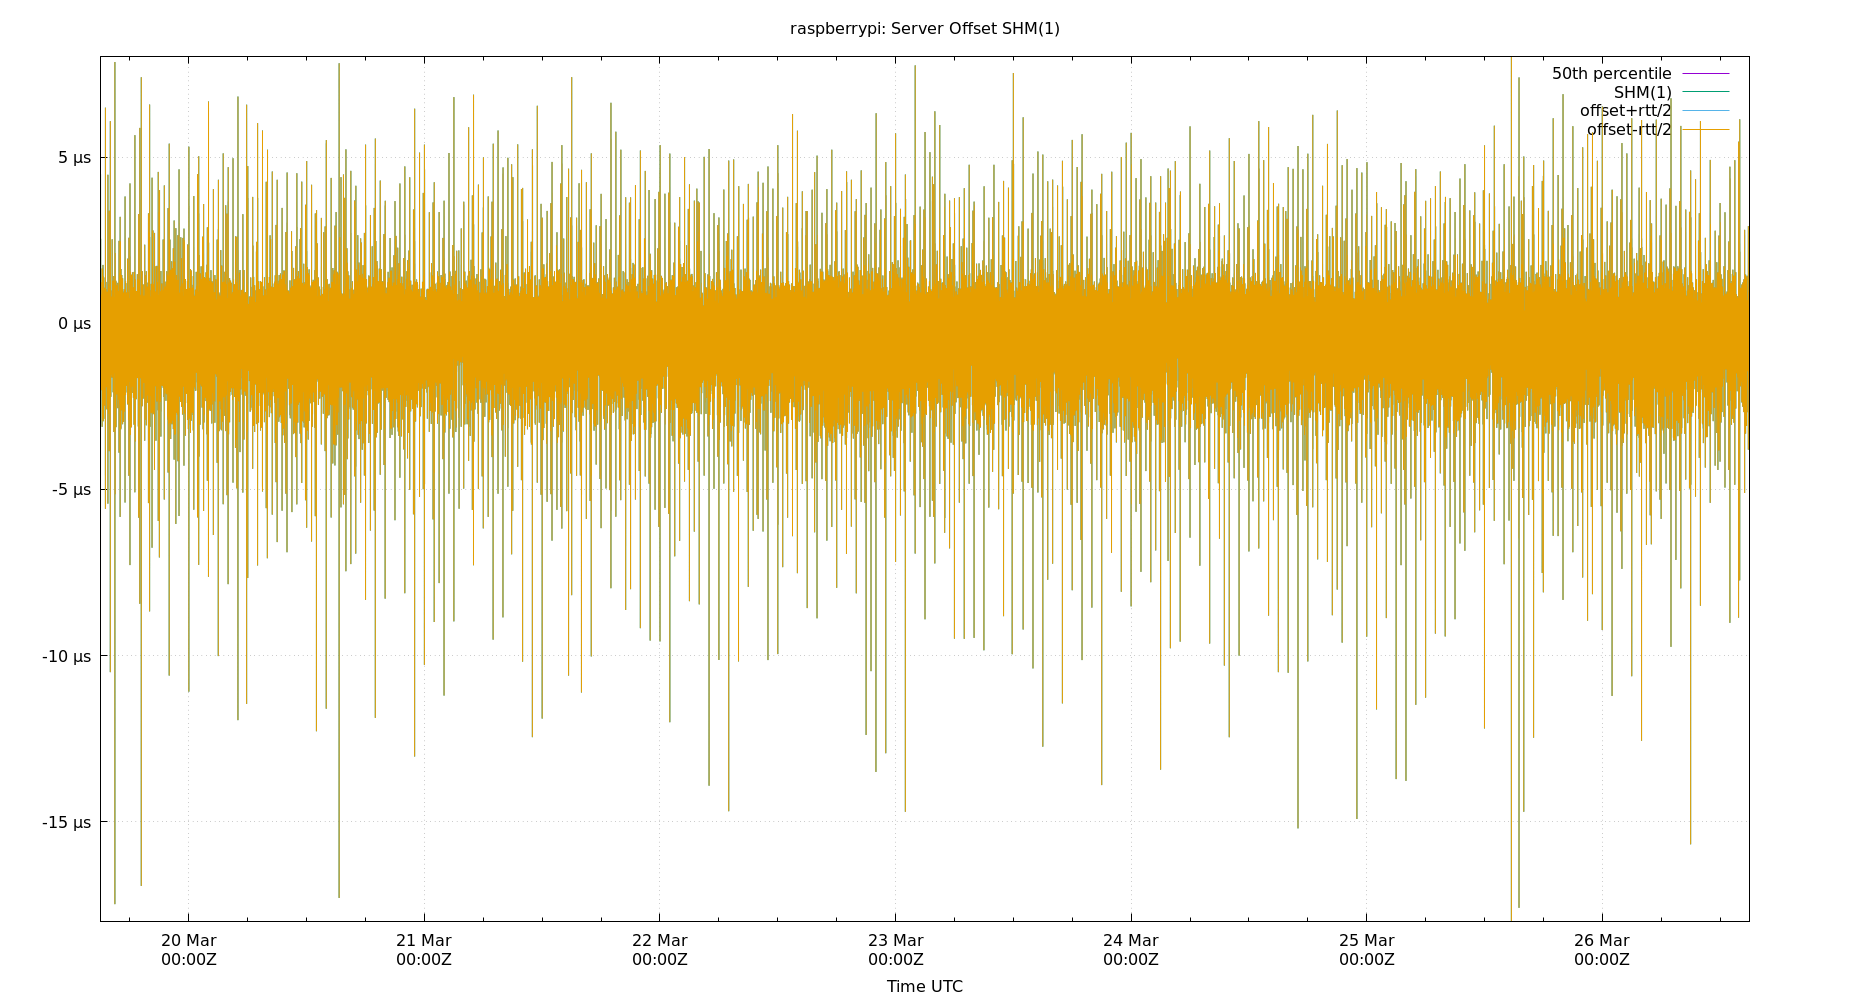 raspberrypi: Server Offset SHM(1)
50th percentile
SHM(1)
offset+rtt/2
offset-rtt/2
5 µs
0 µs
-5 µs
-10 µs
-15 µs
20 Mar 21 Mar 22 Mar 23 Mar 24 Mar 25 Mar 26 Mar
00:00Z 00:00Z 00:00Z 00:00Z 00:00Z 00:00Z 00:00Z
Time UTC